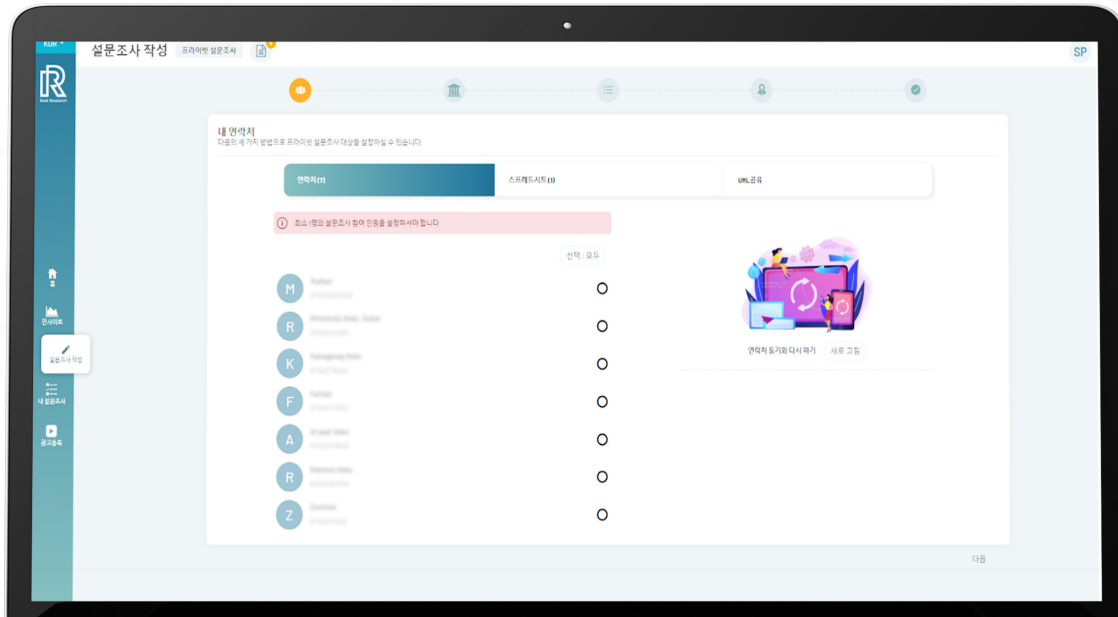 KOR
설문조사 작성 프라이빗 설문조사
SP
R
Real Research
내 연락처
다음의 세 가지 방법으로 프라이빗 설문조사 대상을 설정하실 수 있습니다
연락처(7) 스프레드시트(1) URL공유
최소 1명의 설문조사 참여 인원을 설정하셔야 합니다
선택 : 모두
M
R
K
F
A
R
Z
연락처 동기화 다시 하기 새로 고침
홈
인사이트
설문조사 작성
내 설문조사
광고등록
다음